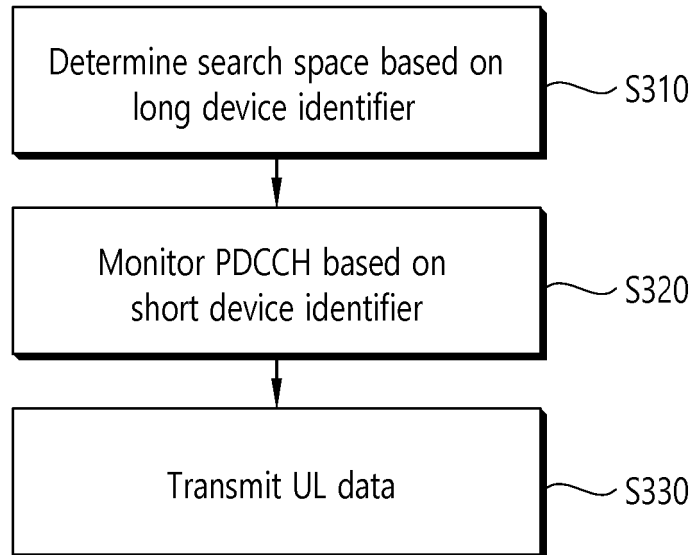 Determine search space based on
long device identifier
S310
Monitor PDCCH based on
short device identifier
S320
Transmit UL data
S330